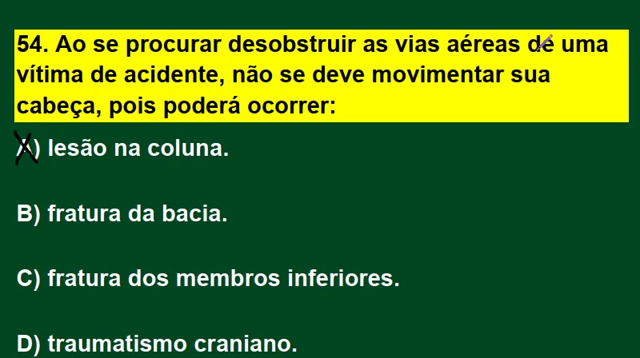 54. Ao se procurar desobstruir as vias aéreas de uma
vítima de acidente, não se deve movimentar sua
cabeça, pois poderá ocorrer:
A) lesão na coluna.
B) fratura da bacia.
C) fratura dos membros inferiores.
D) traumatismo craniano.